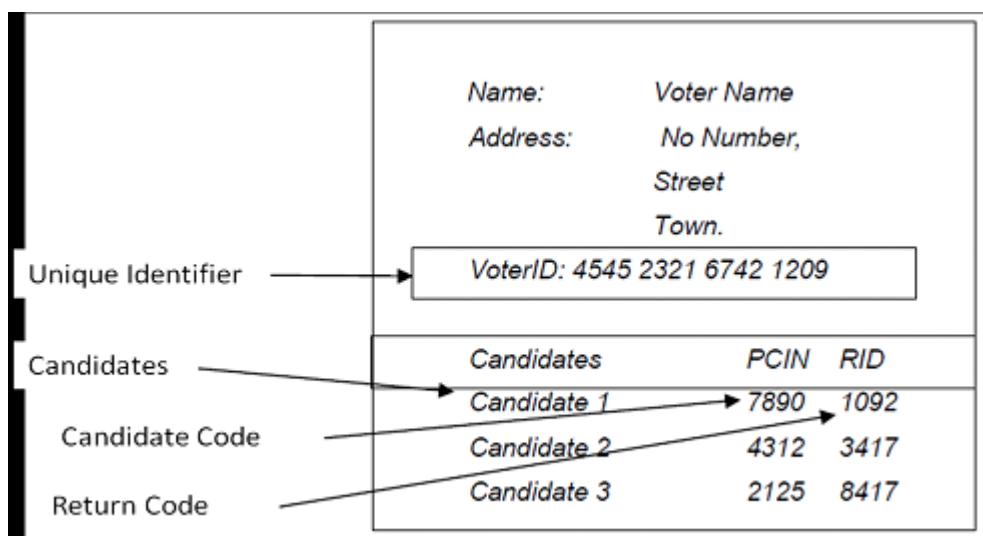 Name: Voter Name
Address: No Number,
Street
Town.
Unique Identifier VoterID: 4545 2321 6742 1209
Candidates Candidates PCIN RID
Candidate 1 7890 1092
Candidate Code
Candidate 2 4312 3417
Return Code Candidate 3 2125 8417